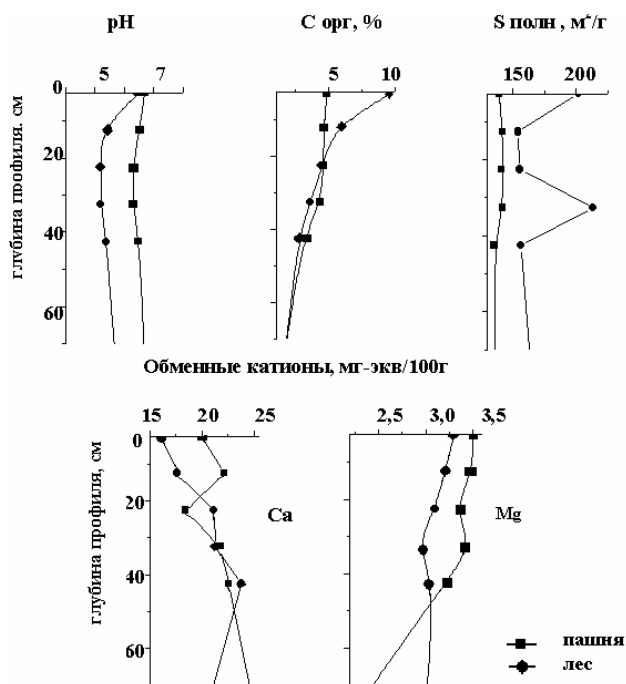 pH
С орг, %
S полн , м²/г
5 7
5 10
150 200
0
20
40
60
глубина профиля. см
Обменные катионы, мг-экв/100г
15 20 25
2,5 3,0 3,5
0
20
40
60
глубина профиля, см
Ca
Mg
пашня
лес